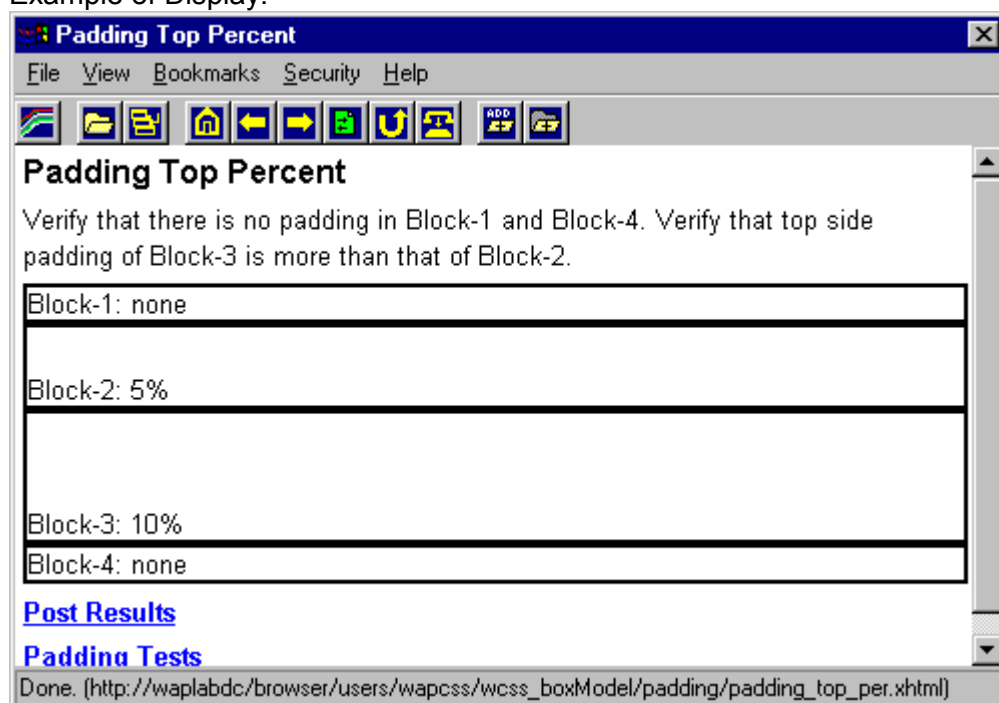 Example of Display:
Padding Top Percent
File View Bookmarks Security Help
ADD
Padding Top Percent
Verify that there is no padding in Block-1 and Block-4. Verify that top side
padding of Block-3 is more than that of Block-2.
Block-1: none
Block-2: 5%
Block-3: 10%
Block-4: none
Post Results
Padding Tests
Done. (http://waplabdc/browser/users/wapcss/wcss_boxModel/padding/padding_top_per.xhtml)